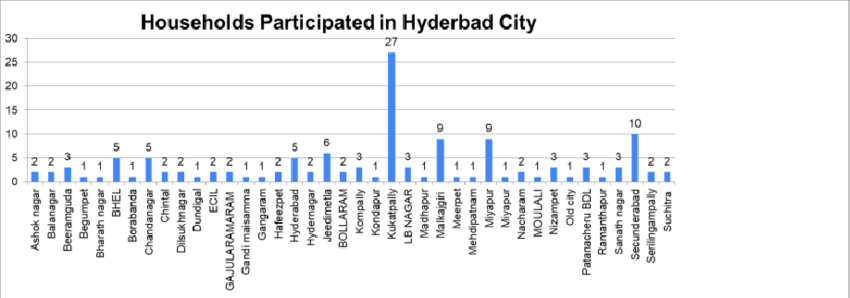 Households Participated in Hyderbad City
30
25
20
15
10
5
0
2 2 3 1 1 5 1 5 2 2 1 2 2 1 1 2 5 2 6 2 3 1 27 3 1 9 1 1 9 1 2 1 3 1 3 1 3 10 2 2
Ashok nagar
Balanagar
Beeramguda
Begumpet
Bharath nagar
BHEL
Borabanda
Chandanagar
Chintal
Dilsukhtnagar
Dundigal
ECIL
GAJULARAMARAM
Gandi maisamma
Gangaram
Hafeezpet
Hyderabad
Hydernagar
Jeedimetla
BOLLARAM
Kompally
Kondapur
Kukatpally
LB NAGAR
Madhapur
Malkajgiri
Meerpet
Mehdipatnam
Miyapur
Miyapur
Nacharam
MOULALI
Nizampet
Old city
Patanacheru BDL
Ramanthapur
Sanath nagar
Secunderabad
Serilingampally
Suchitra